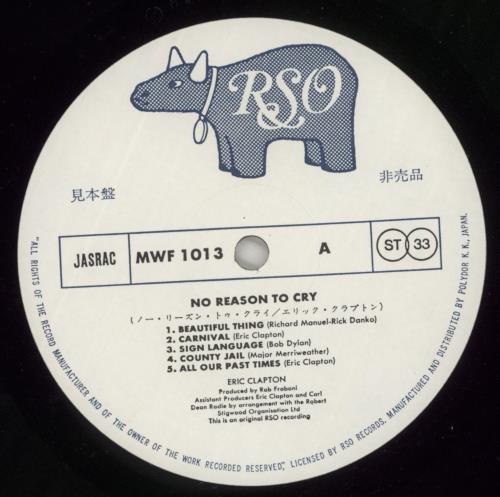 RSO
見本盤
非売品
JASRAC
MWF 1013
A
ST 33
NO REASON TO CRY
(ノー・リーズン・トゥ・クライ/エリック・クラプトン)
1. BEAUTIFUL THING (Richard Manuel-Rick Danko)
2. CARNIVAL (Eric Clapton)
3. SIGN LANGUAGE (Bob Dylan)
4. COUNTY JAIL (Major Merriweather)
5. ALL OUR PAST TIMES (Eric Clapton)
ERIC CLAPTON
Produced by Rob Fraboni
Assistant Producers Eric Clapton and Carl
Dean Radle by arrangement with the Robert
Stigwood Organisation Ltd
This is an original RSO recording
"ALL RIGHTS OF THE RECORD MANUFACTURER AND OF THE OWNER OF THE WORK RECORDED RESERVED", LICENSED BY RSO RECORDS, MANUFACTURED AND DISTRIBUTED BY POLYDOR K. K., JAPAN.